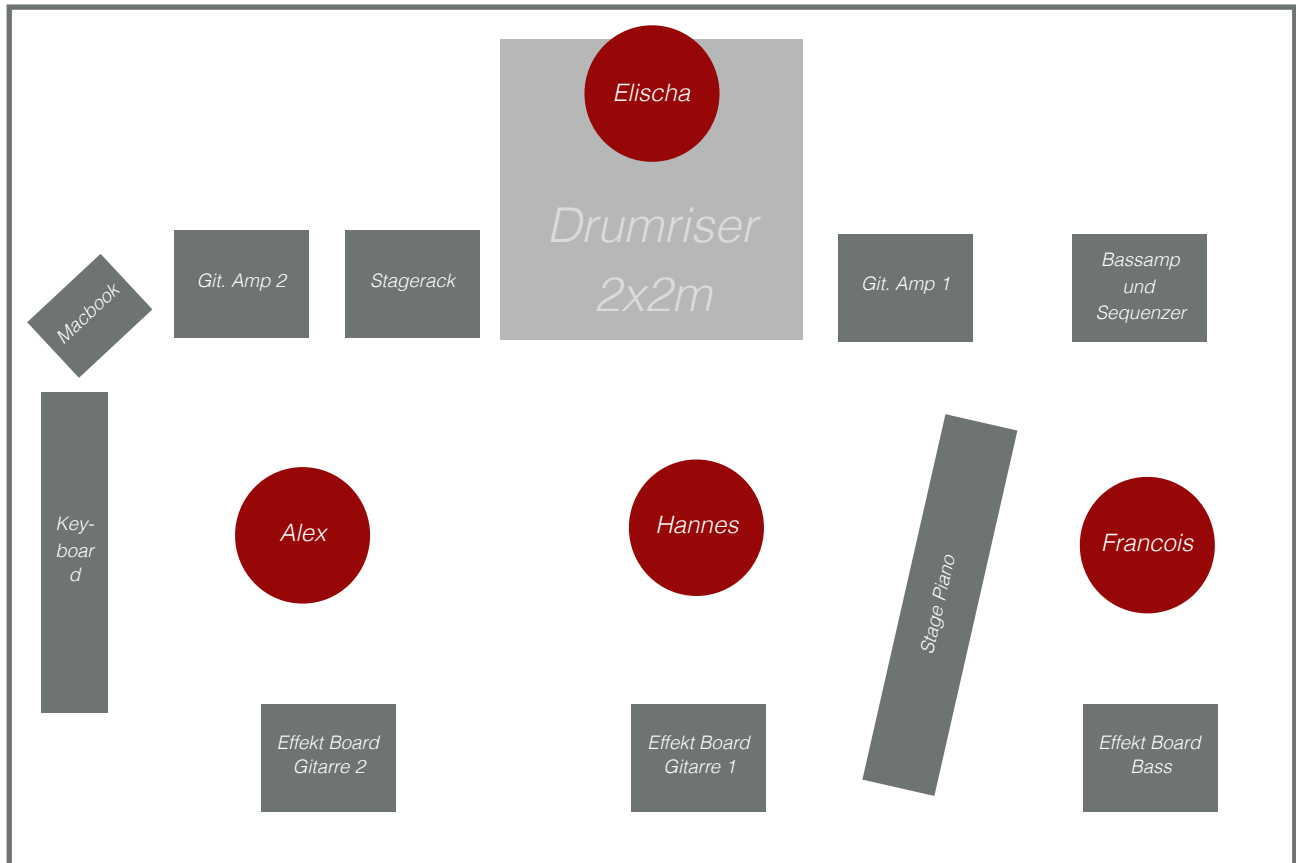 Elischa
Drumriser
2x2m
Macbook
Git. Amp 2
Stagerack
Git. Amp 1
Bassamp
und
Sequenzer
Key-
boar
d
Alex
Hannes
Stage Piano
Francois
Effekt Board
Gitarre 2
Effekt Board
Gitarre 1
Effekt Board
Bass